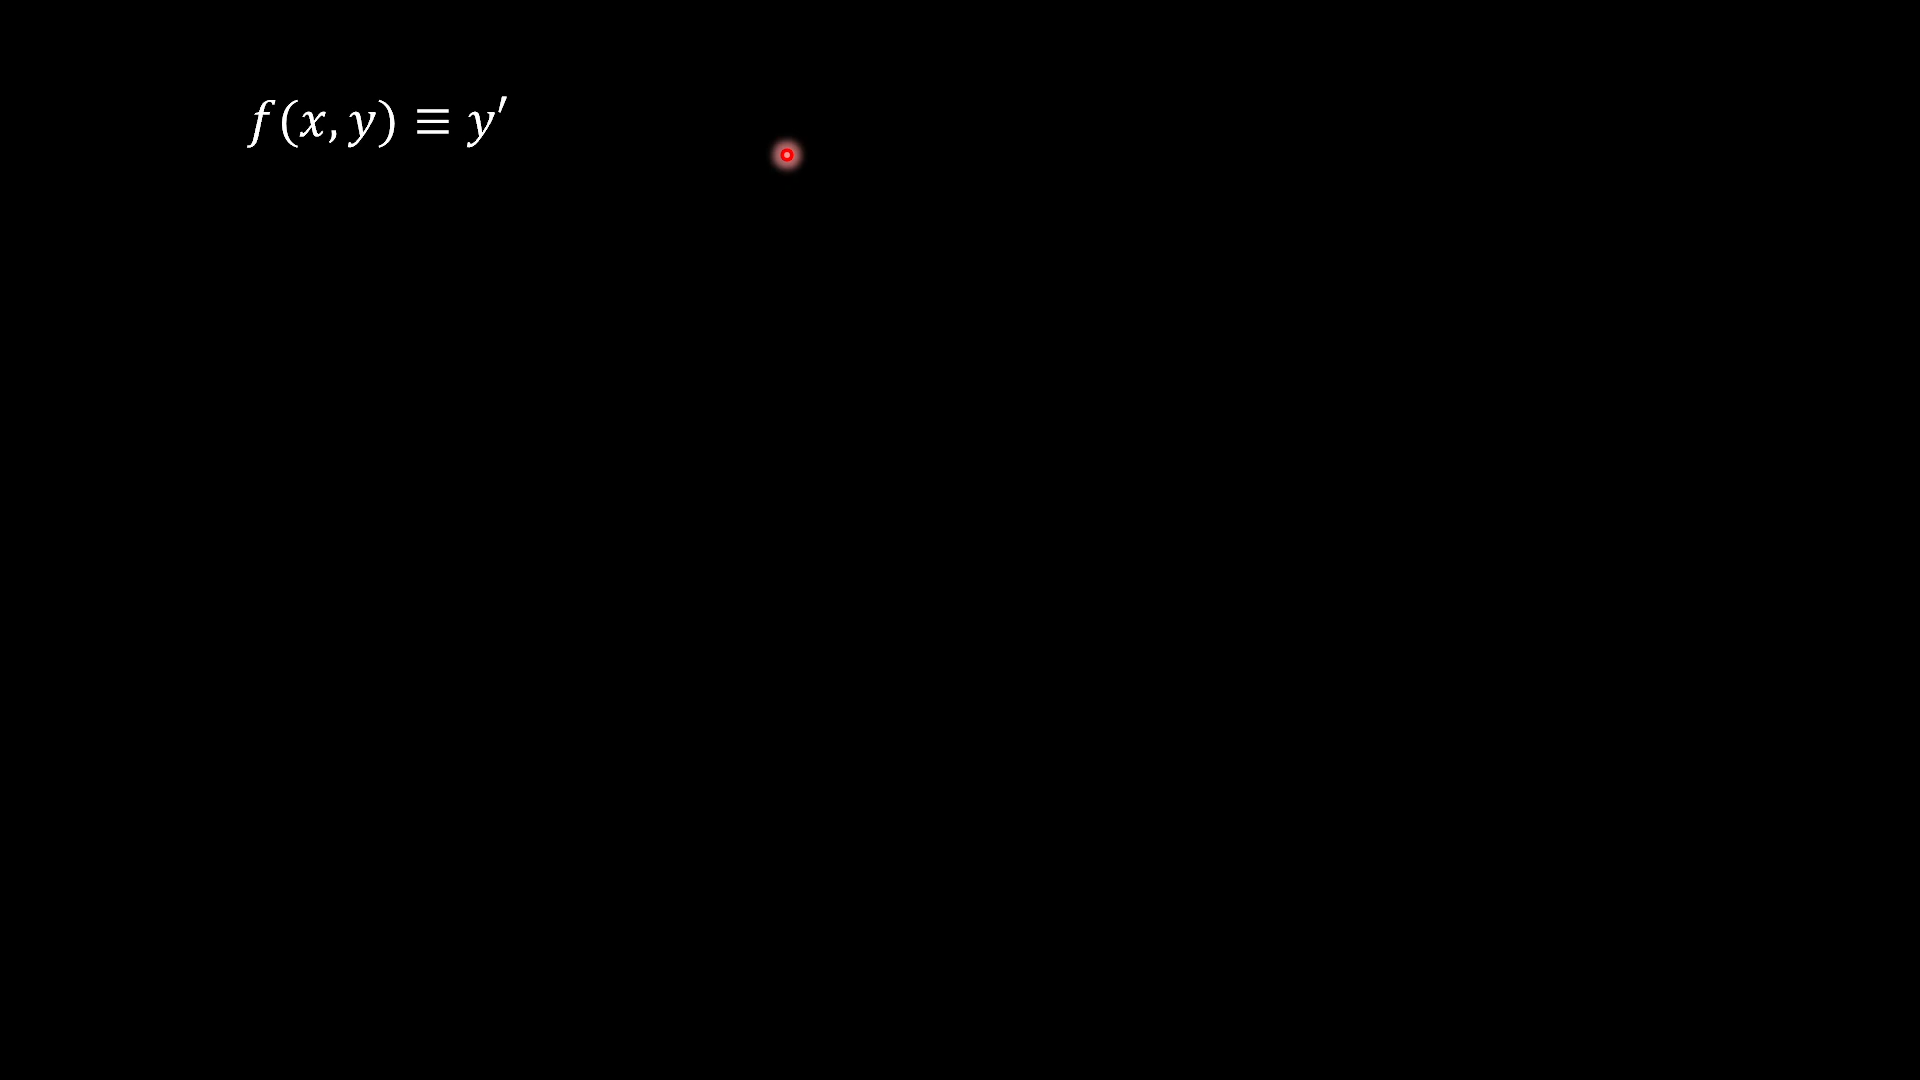 f(x, y) ≡ y′